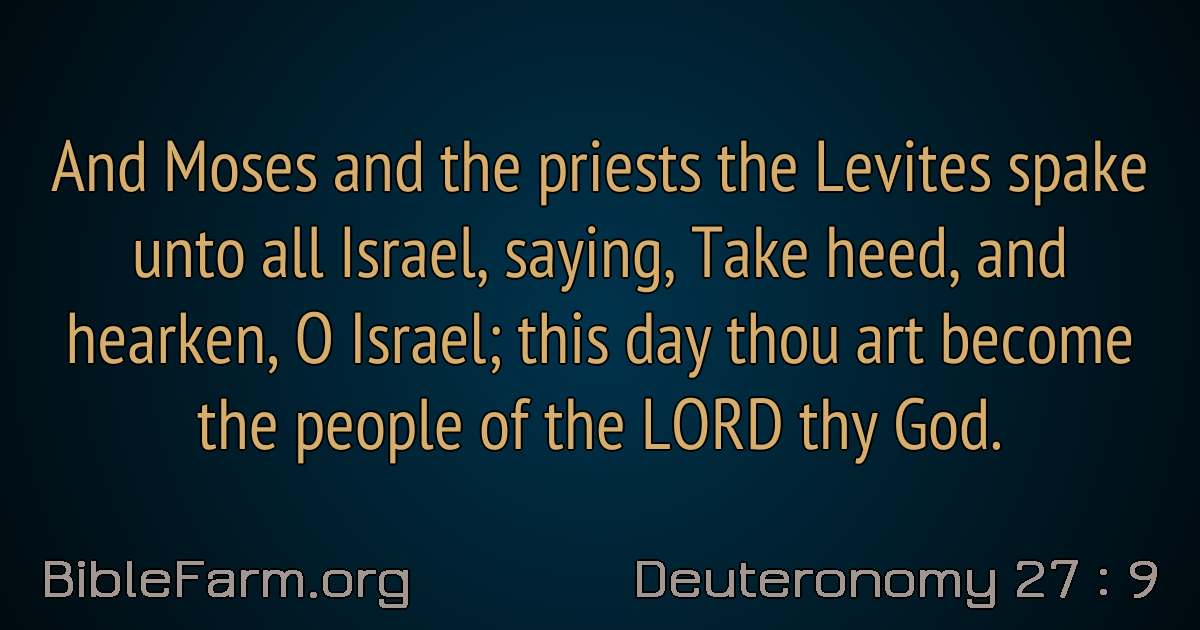 And Moses and the priests the Levites spake
unto all Israel, saying, Take heed, and
hearken, O Israel; this day thou art become
the people of the LORD thy God.
BibleFarm.org
Deuteronomy 27 : 9